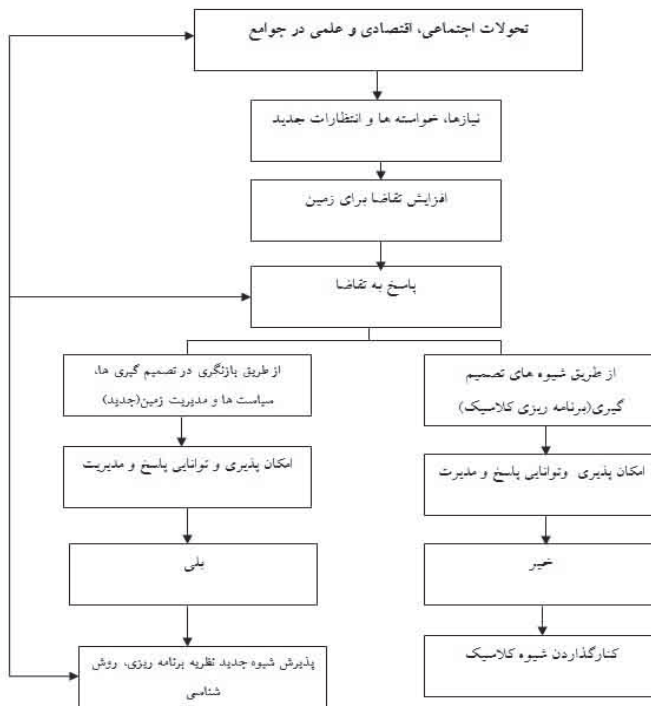 تحولات اجتماعی، اقتصادی و علمی در جوامع
نیازها، خواسته ها و انتظارات جدید
افزایش تقاضا برای زمین
پاسخ به تقاضا
از طریق شیوه های تصمیم
گیری(برنامه ریزی کلاسیک)
از طریق بازنگری در تصمیم گیری ها،
سیاست ها و مدیریت زمین(جدید)
امکان پذیری وتوانایی پاسخ و مدیرت
امکان پذیری و توانایی پاسخ و مدیریت
خیر
بلی
کنارگذاردن شیوه کلاسیک
پذیرش شیوه جدید نظریه برنامه ریزی، روش
شناسی